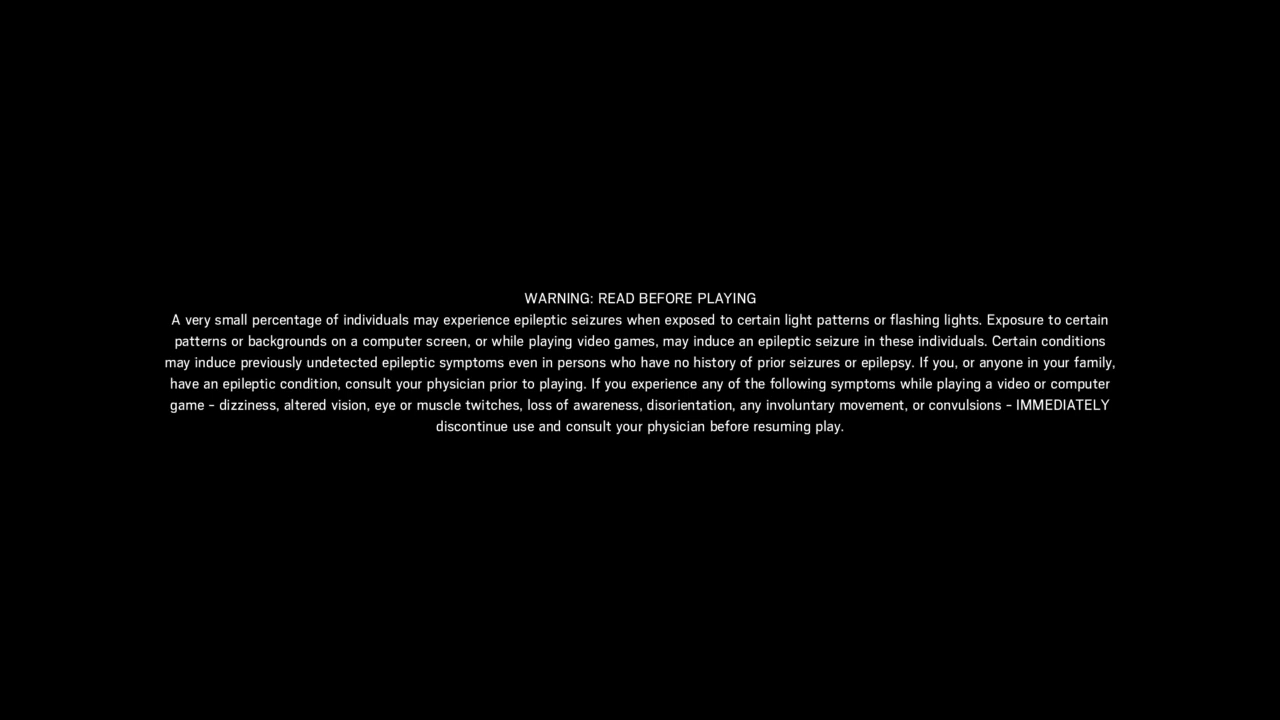 WARNING: READ BEFORE PLAYING
A very small percentage of individuals may experience epileptic seizures when exposed to certain light patterns or flashing lights. Exposure to certain
patterns or backgrounds on a computer screen, or while playing video games, may induce an epileptic seizure in these individuals. Certain conditions
may induce previously undetected epileptic symptoms even in persons who have no history of prior seizures or epilepsy. If you, or anyone in your family,
have an epileptic condition, consult your physician prior to playing. If you experience any of the following symptoms while playing a video or computer
game - dizziness, altered vision, eye or muscle twitches, loss of awareness, disorientation, any involuntary movement, or convulsions - IMMEDIATELY
discontinue use and consult your physician before resuming play.